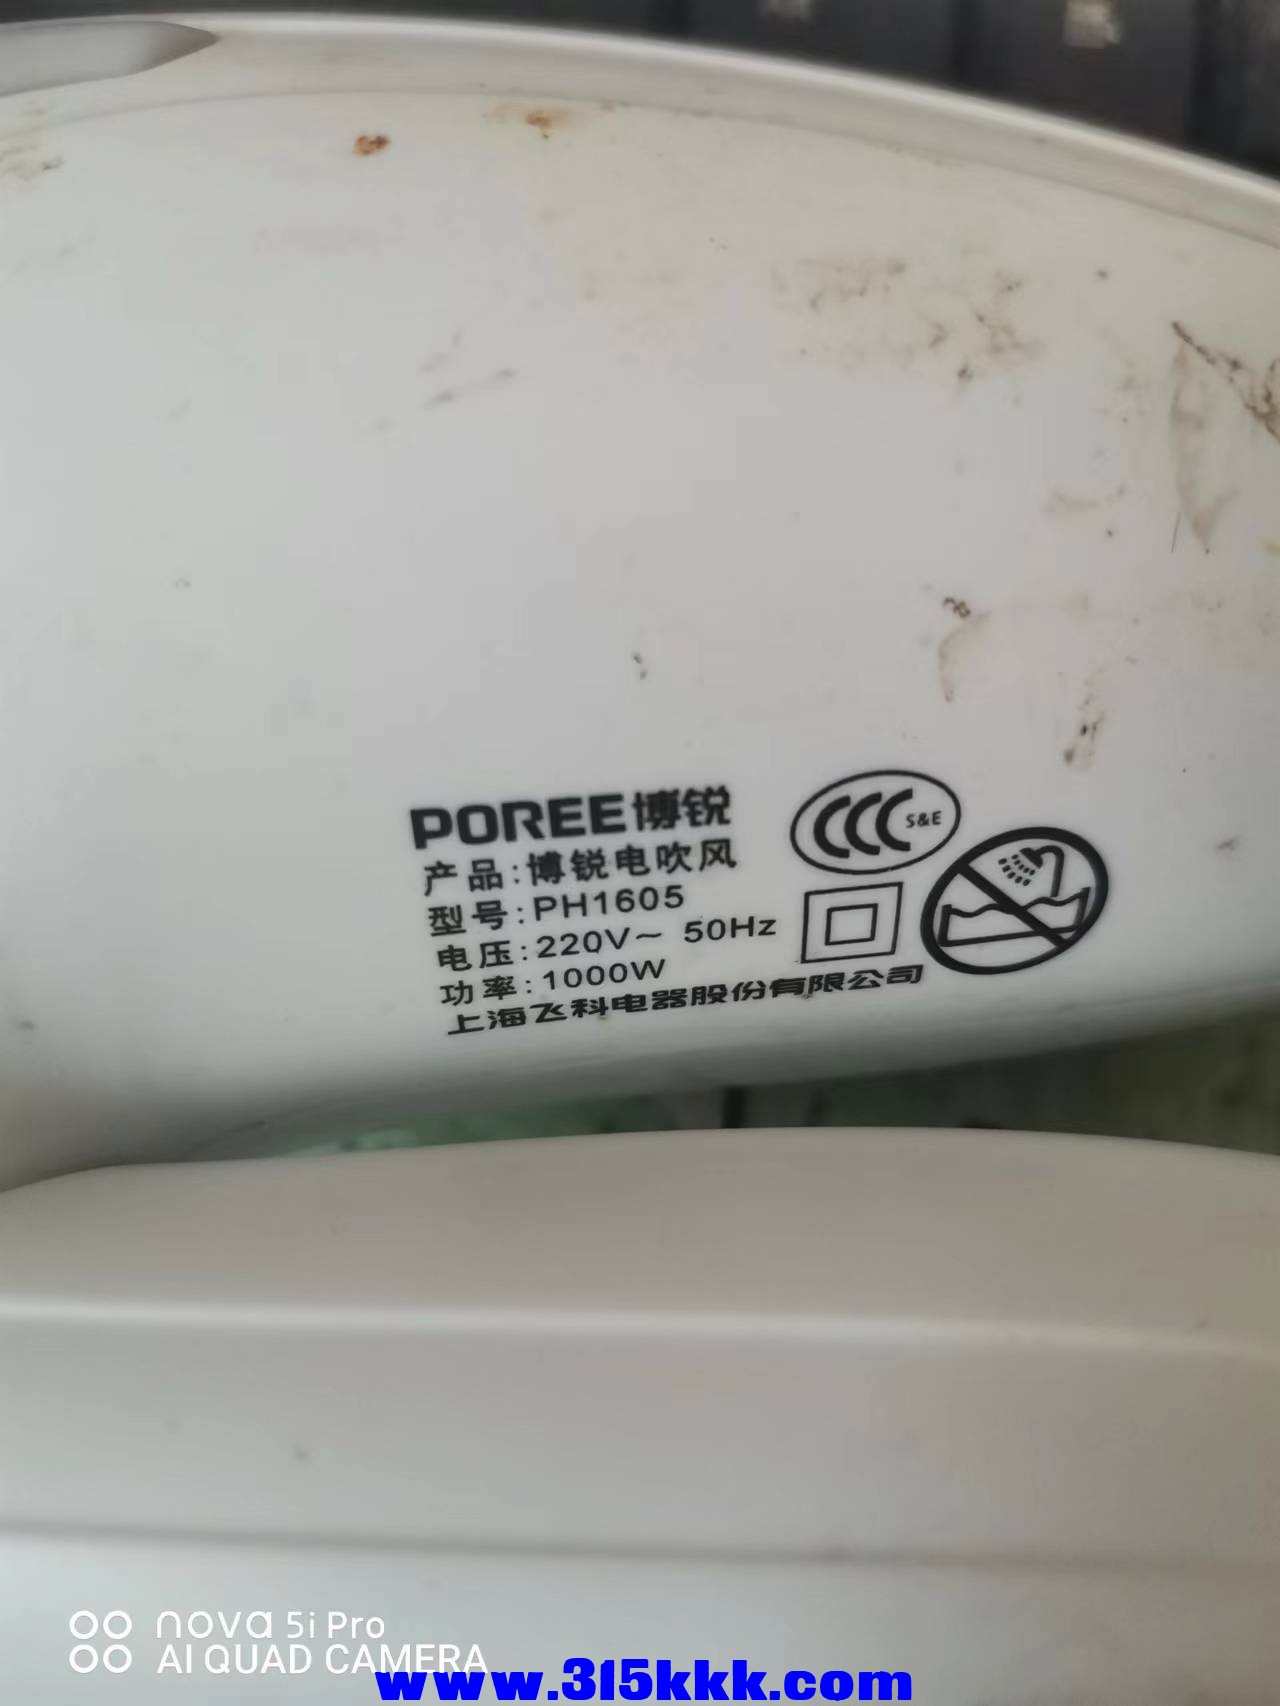 POREE博锐
产品:博锐电吹风
型号:PH1605
电压:220V~ 50Hz
功率:1000W
上海飞科电器股份有限公司
CCC S&E
nova 5i Pro
AI QUAD CAMERA
www.315kkk.com